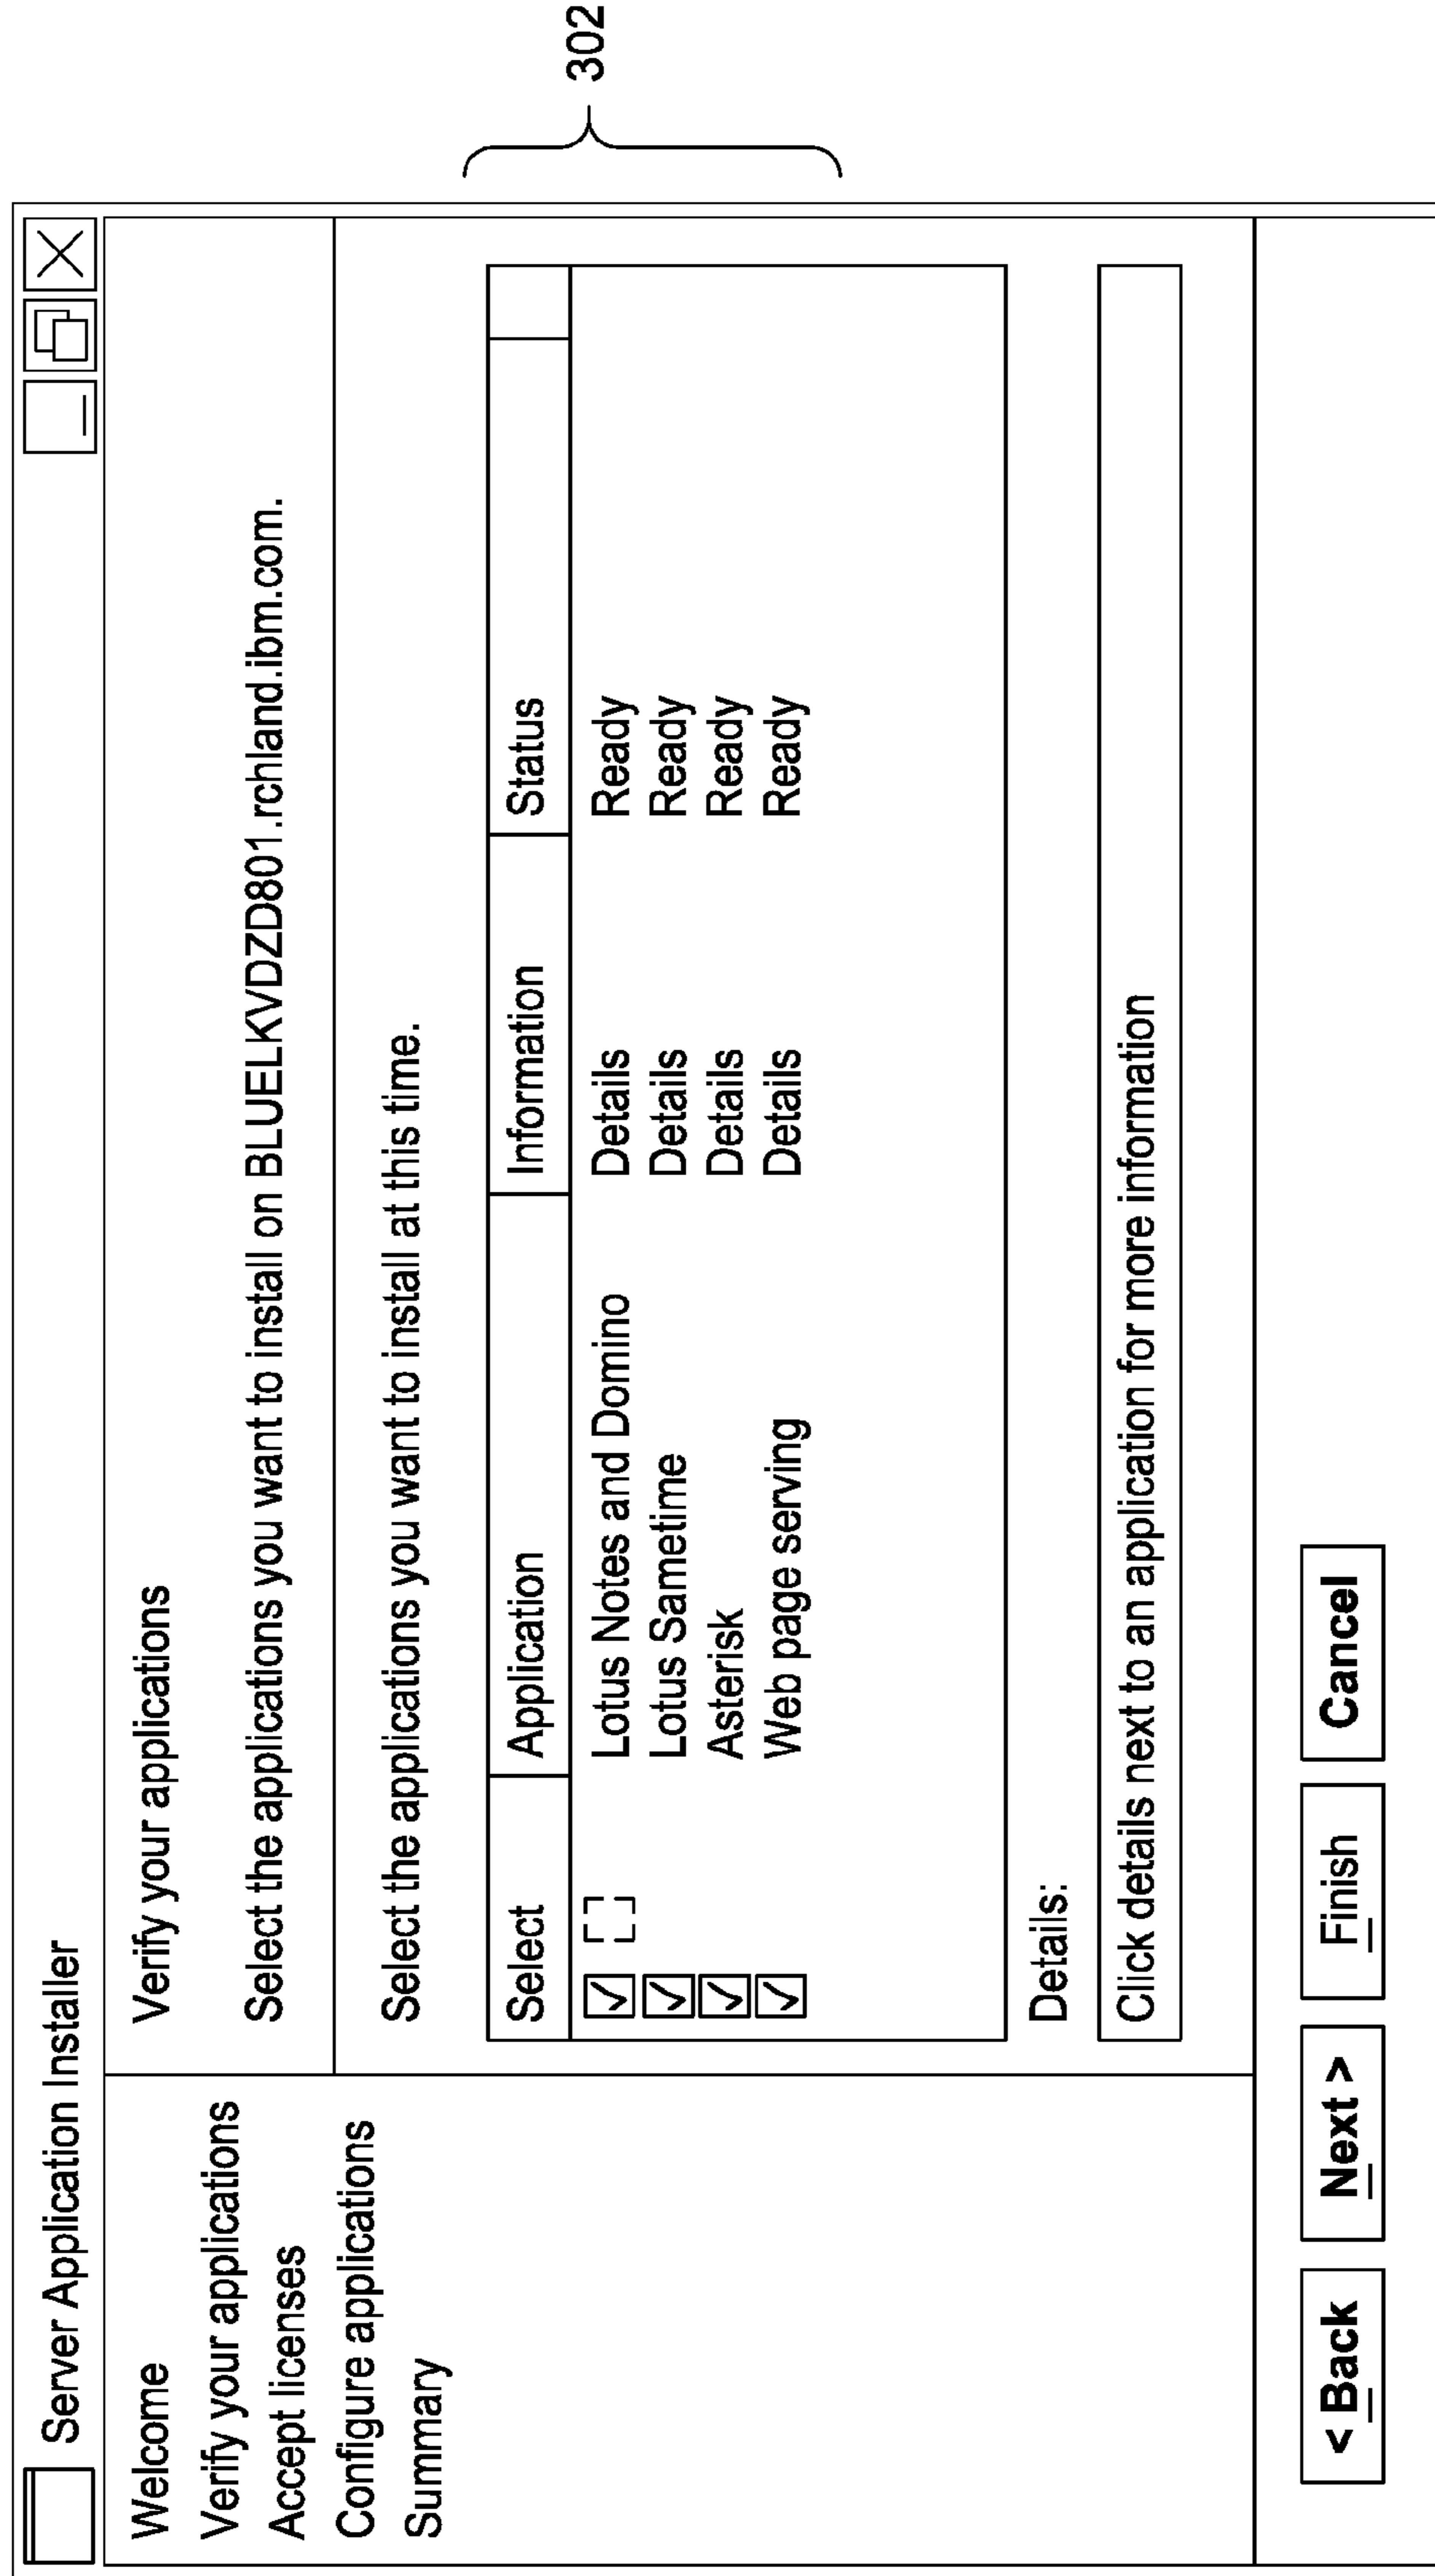 Server Application Installer
Welcome
Verify your applications
Accept licenses
Configure applications
Summary
Verify your applications
Select the applications you want to install on BLUELKVDZD801.rchland.ibm.com.
Select the applications you want to install at this time.
Select Application Information Status
Lotus Notes and Domino Details Ready
Lotus Sametime Details Ready
Asterisk Details Ready
Web page serving Details Ready
302
Details:
Click details next to an application for more information
< Back Next > Finish Cancel